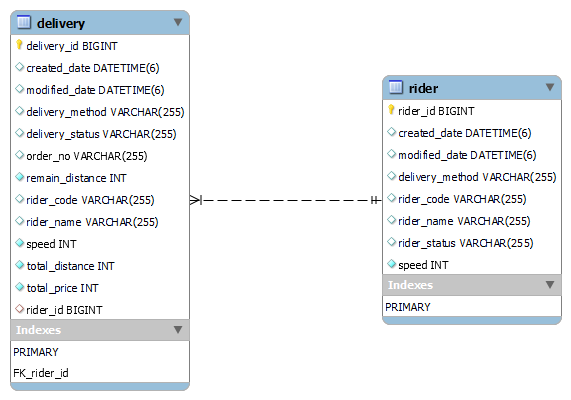 delivery
delivery_id BIGINT
created_date DATETIME(6)
modified_date DATETIME(6)
delivery_method VARCHAR(255)
delivery_status VARCHAR(255)
order_no VARCHAR(255)
remain_distance INT
rider_code VARCHAR(255)
rider_name VARCHAR(255)
speed INT
total_distance INT
total_price INT
rider_id BIGINT
Indexes
PRIMARY
FK_rider_id
rider
rider_id BIGINT
created_date DATETIME(6)
modified_date DATETIME(6)
delivery_method VARCHAR(255)
rider_code VARCHAR(255)
rider_name VARCHAR(255)
rider_status VARCHAR(255)
speed INT
Indexes
PRIMARY